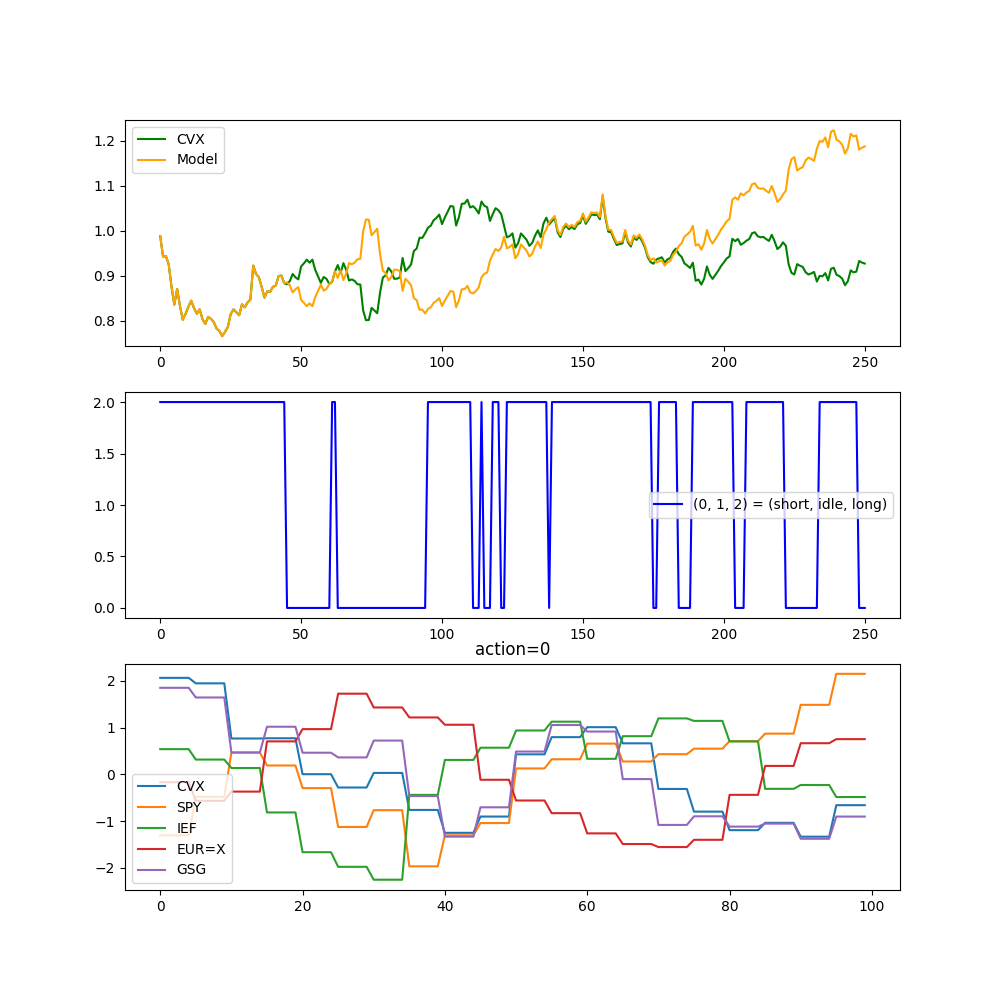 CVX
Model
1.2
1.1
1.0
0.9
0.8
0 50 100 150 200 250
2.0
1.5
1.0
0.5
0.0
(0, 1, 2) = (short, idle, long)
0 50 100 150 200 250
action=0
2
1
0
−1
−2
CVX
SPY
IEF
EUR=X
GSG
0 20 40 60 80 100